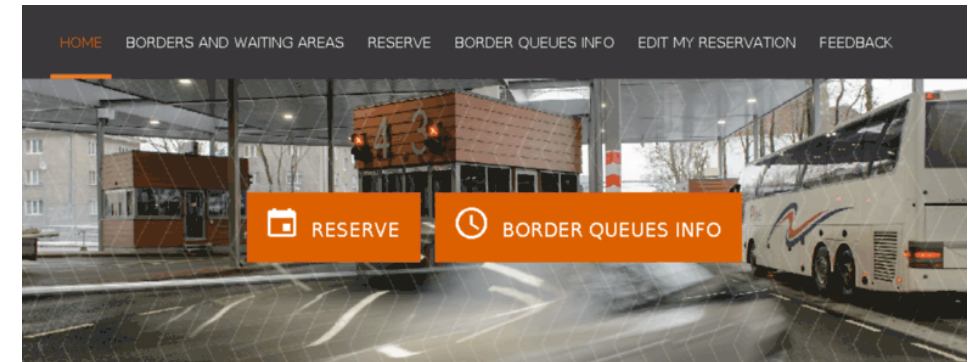 HOME BORDERS AND WAITING AREAS RESERVE BORDER QUEUES INFO EDIT MY RESERVATION FEEDBACK
4 3
RESERVE BORDER QUEUES INFO